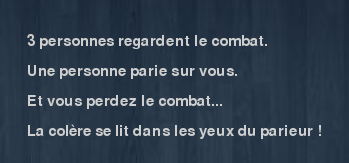 3 personnes regardent le combat.
Une personne parie sur vous.
Et vous perdez le combat...
La colère se lit dans les yeux du parieur !